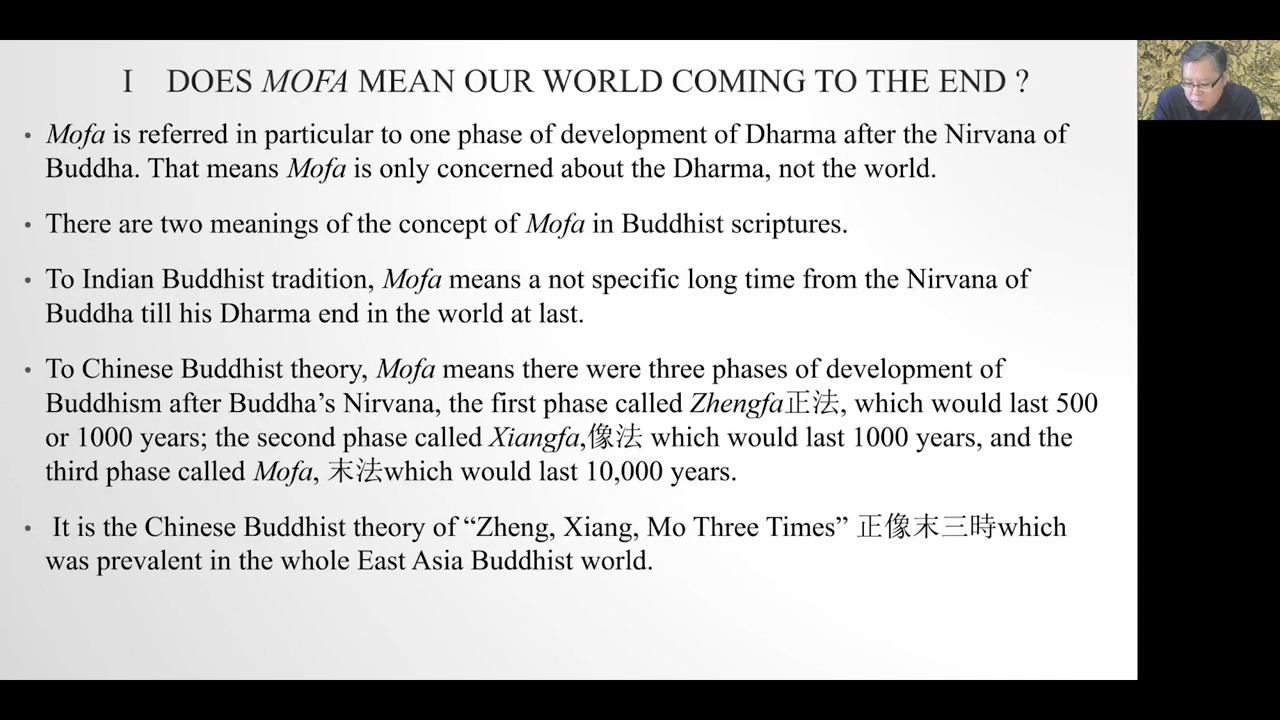 I DOES MOFA MEAN OUR WORLD COMING TO THE END ?
• Mofa is referred in particular to one phase of development of Dharma after the Nirvana of
Buddha. That means Mofa is only concerned about the Dharma, not the world.
• There are two meanings of the concept of Mofa in Buddhist scriptures.
• To Indian Buddhist tradition, Mofa means a not specific long time from the Nirvana of
Buddha till his Dharma end in the world at last.
• To Chinese Buddhist theory, Mofa means there were three phases of development of
Buddhism after Buddha’s Nirvana, the first phase called Zhengfa正法, which would last 500
or 1000 years; the second phase called Xiangfa,像法 which would last 1000 years, and the
third phase called Mofa, 末法which would last 10,000 years.
• It is the Chinese Buddhist theory of “Zheng, Xiang, Mo Three Times” 正像末三時which
was prevalent in the whole East Asia Buddhist world.